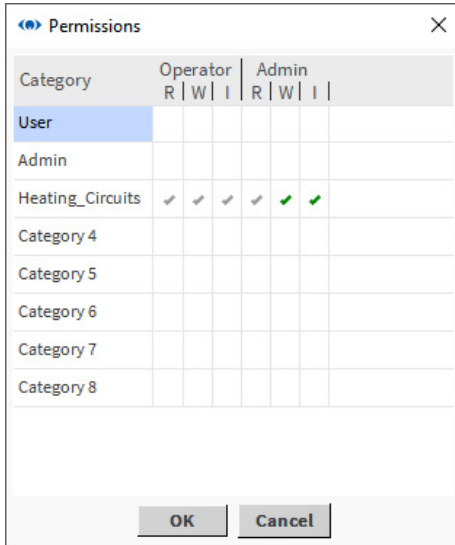 Permissions
Category Operator Admin
R W I R W I
User
Admin
Heating_Circuits
Category 4
Category 5
Category 6
Category 7
Category 8
OK Cancel